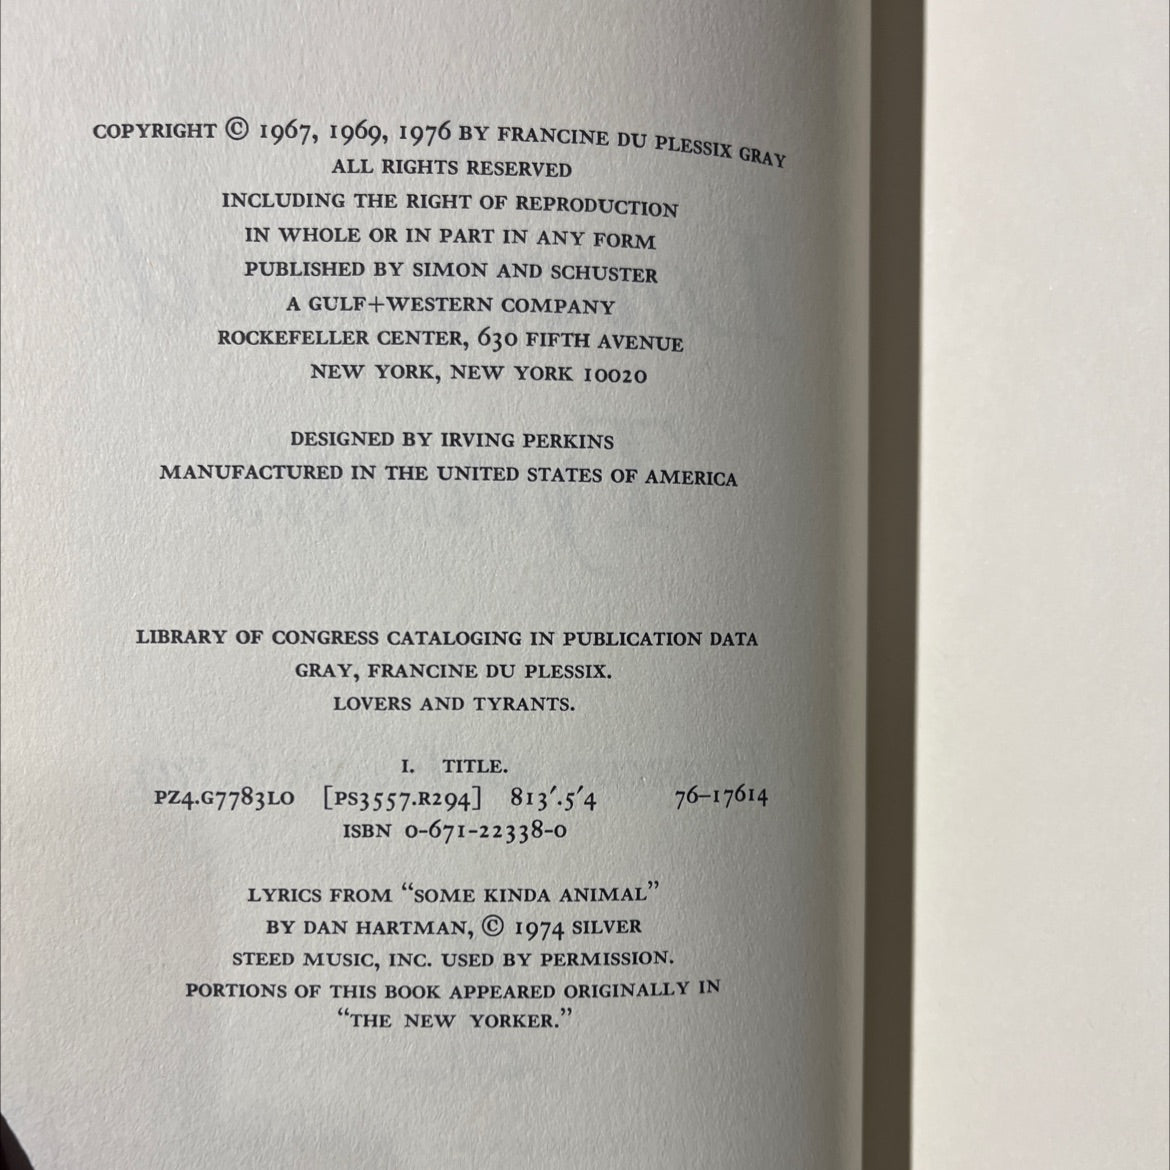 COPYRIGHT © 1967, 1969, 1976 BY FRANCINE DU PLESSIX GRAY
ALL RIGHTS RESERVED
INCLUDING THE RIGHT OF REPRODUCTION
IN WHOLE OR IN PART IN ANY FORM
PUBLISHED BY SIMON AND SCHUSTER
A GULF+WESTERN COMPANY
ROCKEFELLER CENTER, 630 FIFTH AVENUE
NEW YORK, NEW YORK 10020
DESIGNED BY IRVING PERKINS
MANUFACTURED IN THE UNITED STATES OF AMERICA
LIBRARY OF CONGRESS CATALOGING IN PUBLICATION DATA
GRAY, FRANCINE DU PLESSIX.
LOVERS AND TYRANTS.
I. TITLE.
PZ4.G7783LO [PS3557.R294] 813′.5′4 76–17614
ISBN 0-671-22338-0
LYRICS FROM “SOME KINDA ANIMAL”
BY DAN HARTMAN, © 1974 SILVER
STEED MUSIC, INC. USED BY PERMISSION.
PORTIONS OF THIS BOOK APPEARED ORIGINALLY IN
“THE NEW YORKER.”